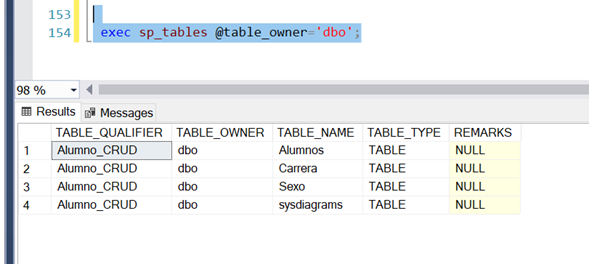 153
154 exec sp_tables @table_owner='dbo';
98 %
Results Messages
TABLE_QUALIFIER TABLE_OWNER TABLE_NAME TABLE_TYPE REMARKS
1 Alumno_CRUD dbo Alumnos TABLE NULL
2 Alumno_CRUD dbo Carrera TABLE NULL
3 Alumno_CRUD dbo Sexo TABLE NULL
4 Alumno_CRUD dbo sysdiagrams TABLE NULL